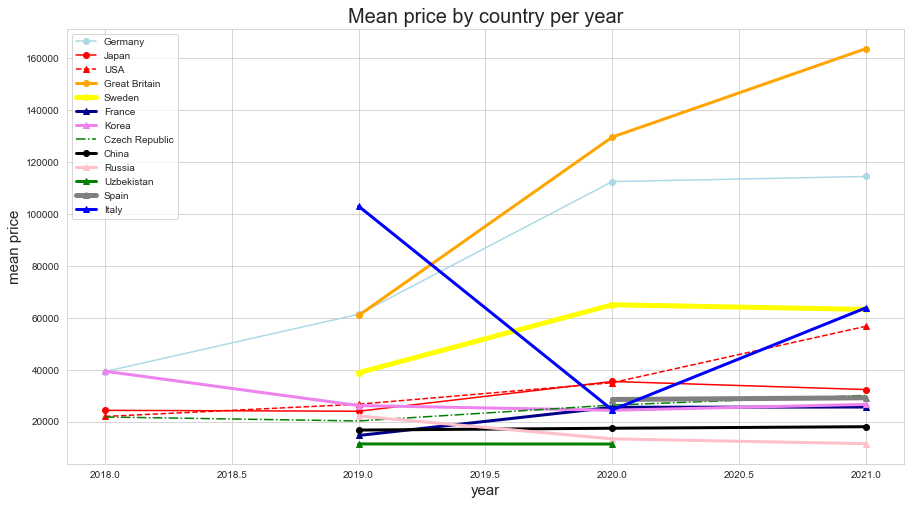 Mean price by country per year
Germany
Japan
USA
Great Britain
Sweden
France
Korea
Czech Republic
China
Russia
Uzbekistan
Spain
Italy
mean price
160000
140000
120000
100000
80000
60000
40000
20000
2018.0 2018.5 2019.0 2019.5 2020.0 2020.5 2021.0
year